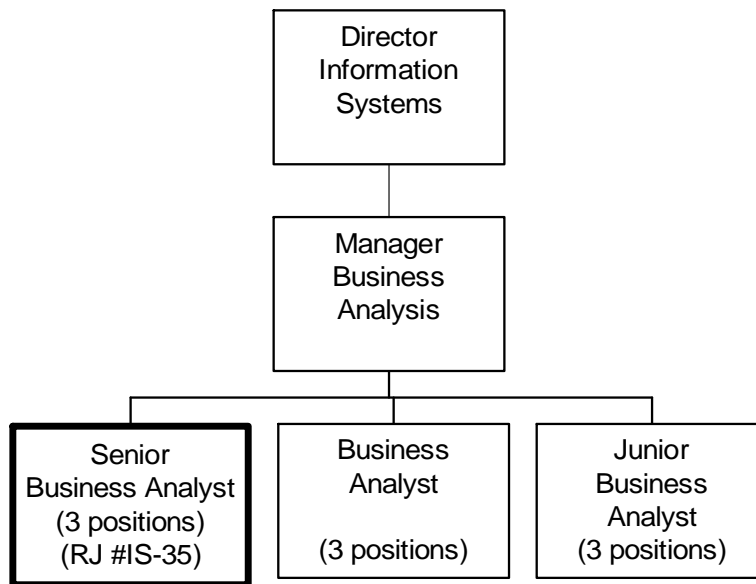 Director
Information
Systems
Manager
Business
Analysis
Senior
Business Analyst
(3 positions)
(RJ #IS-35)
Business
Analyst
(3 positions)
Junior
Business
Analyst
(3 positions)